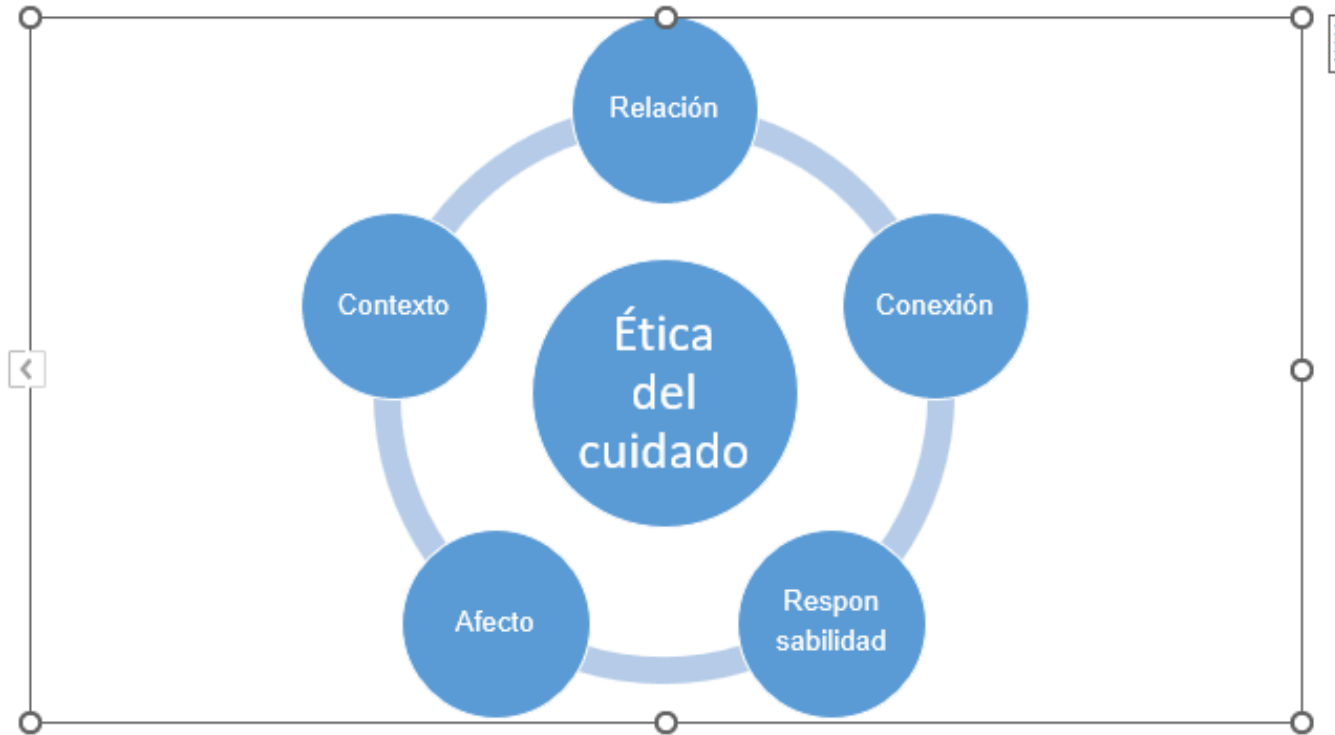 Relación
Contexto
Conexión
Ética
del
cuidado
Afecto
Respon
sabilidad